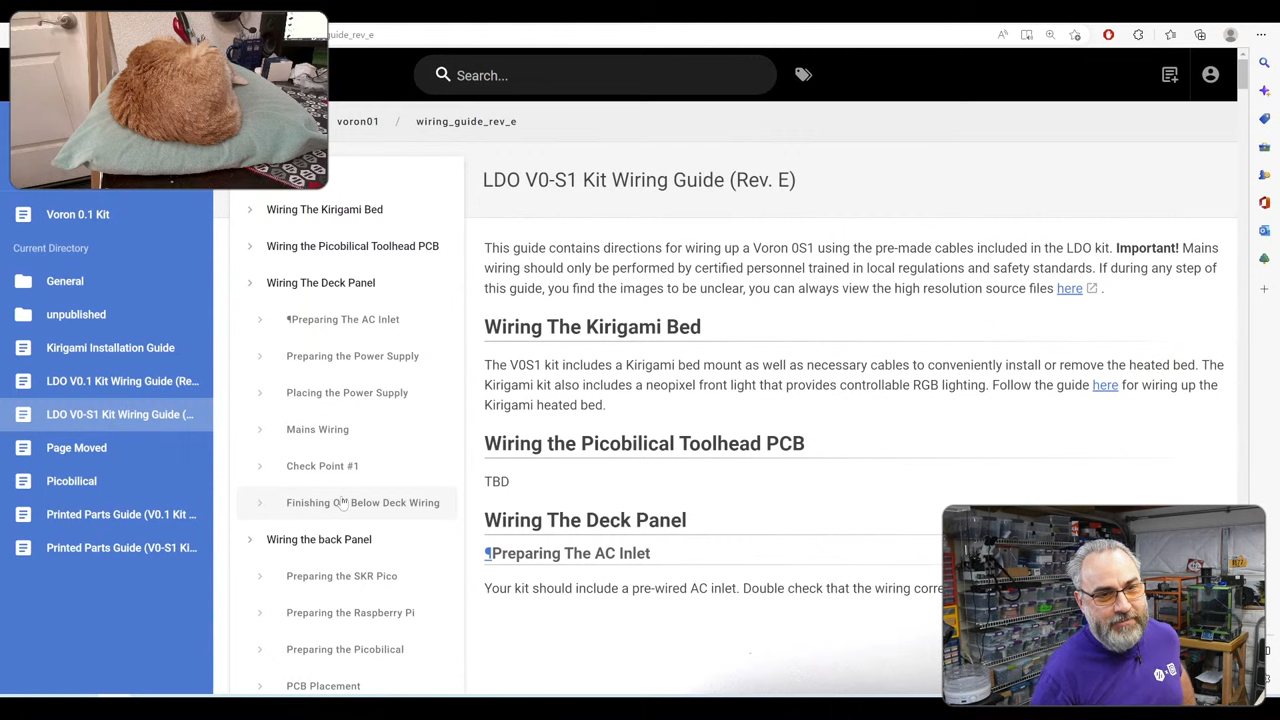 guide_rev_e
Search...
voron01 / wiring_guide_rev_e
Voron 0.1 Kit
Current Directory
General
unpublished
Kirigami Installation Guide
LDO V0.1 Kit Wiring Guide (Re...
LDO V0-S1 Kit Wiring Guide (...
Page Moved
Picobilical
Printed Parts Guide (V0.1 Kit ...
Printed Parts Guide (V0-S1 Ki...
Wiring The Kirigami Bed
Wiring the Picobilical Toolhead PCB
Wiring The Deck Panel
¶Preparing The AC Inlet
Preparing the Power Supply
Placing the Power Supply
Mains Wiring
Check Point #1
Finishing Below Deck Wiring
Wiring the back Panel
Preparing the SKR Pico
Preparing the Raspberry Pi
Preparing the Picobilical
PCB Placement
LDO V0-S1 Kit Wiring Guide (Rev. E)
This guide contains directions for wiring up a Voron 0S1 using the pre-made cables included in the LDO kit. Important! Mains
wiring should only be performed by certified personnel trained in local regulations and safety standards. If during any step of
this guide, you find the images to be unclear, you can always view the high resolution source files here .
Wiring The Kirigami Bed
The V0S1 kit includes a Kirigami bed mount as well as necessary cables to conveniently install or remove the heated bed. The
Kirigami kit also includes a neopixel front light that provides controllable RGB lighting. Follow the guide here for wiring up the
Kirigami heated bed.
Wiring the Picobilical Toolhead PCB
TBD
Wiring The Deck Panel
¶Preparing The AC Inlet
Your kit should include a pre-wired AC inlet. Double check that the wiring corre